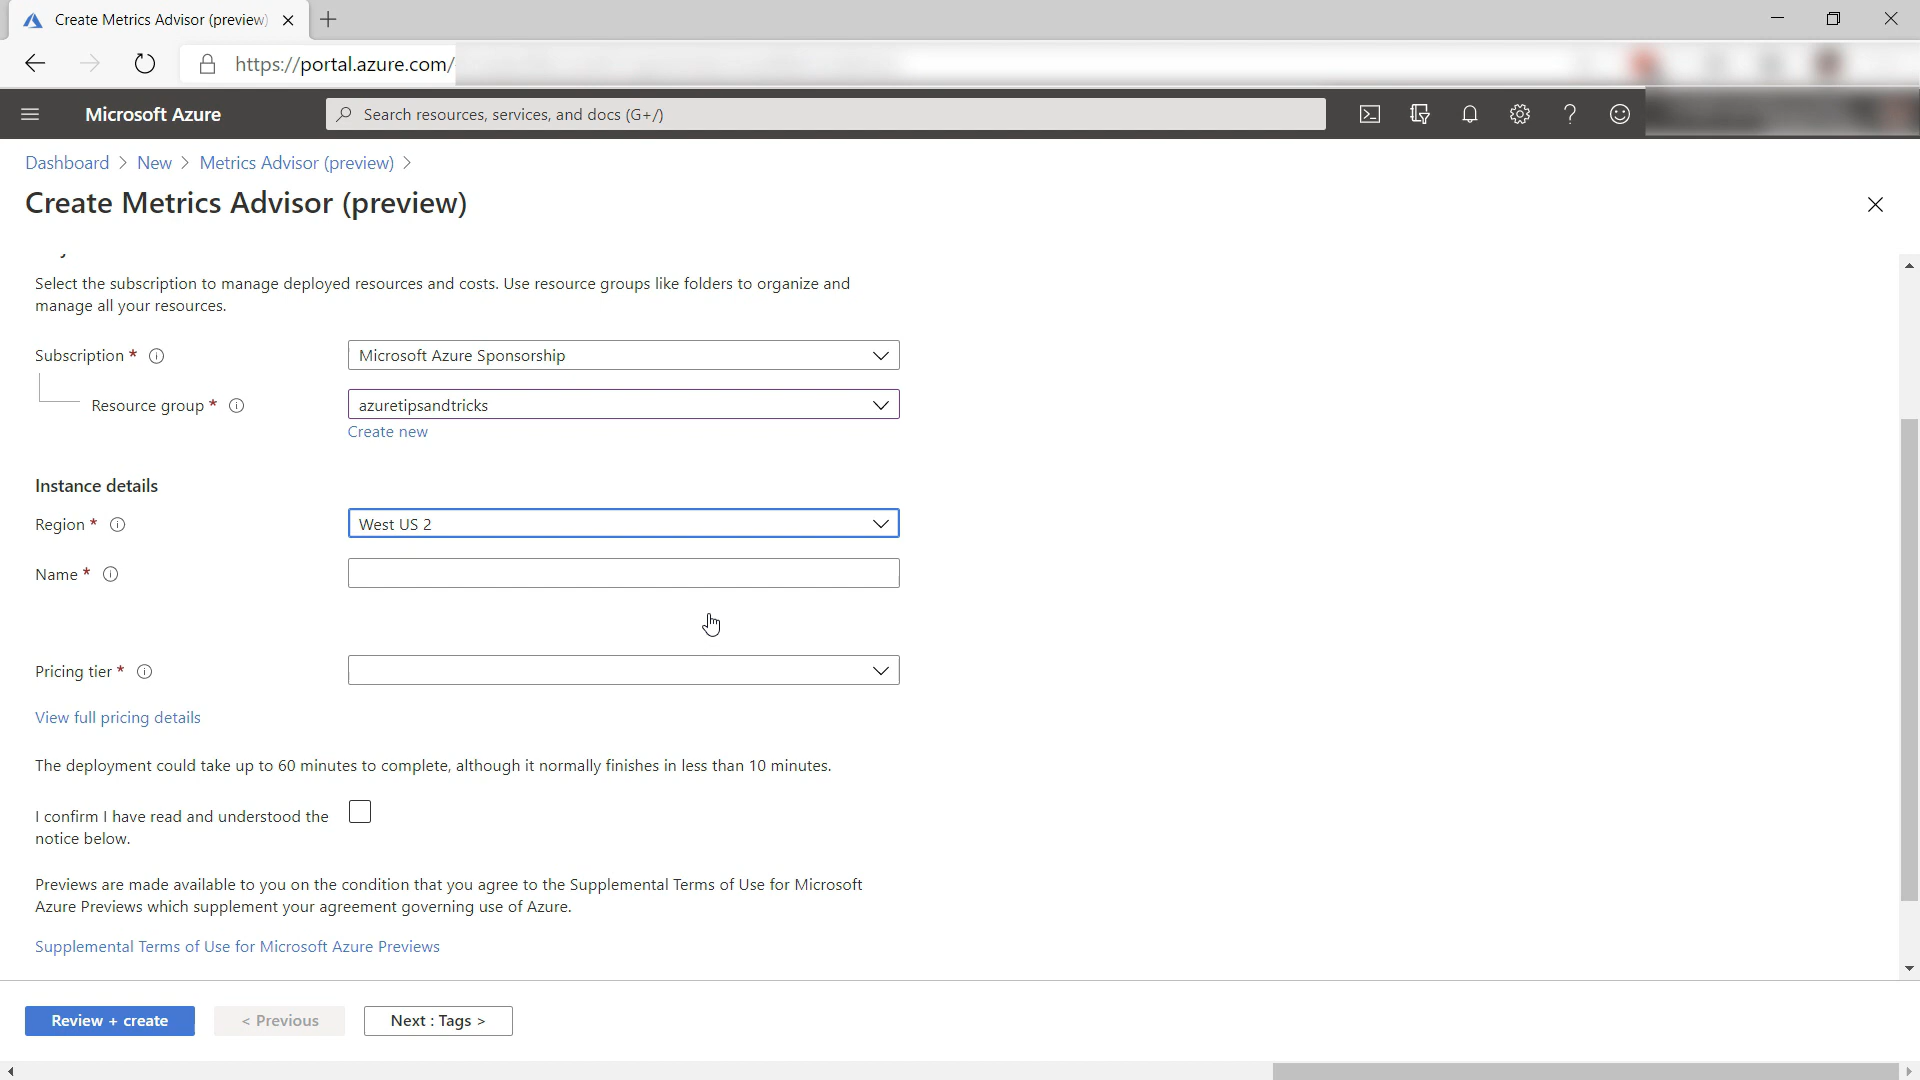 Create Metrics Advisor (preview)
https://portal.azure.com/
Microsoft Azure
Search resources, services, and docs (G+/)
Dashboard > New > Metrics Advisor (preview) >
Create Metrics Advisor (preview)
Select the subscription to manage deployed resources and costs. Use resource groups like folders to organize and
manage all your resources.
Subscription *
Microsoft Azure Sponsorship
Resource group *
azuretipsandtricks
Create new
Instance details
Region *
West US 2
Name *
Pricing tier *
View full pricing details
The deployment could take up to 60 minutes to complete, although it normally finishes in less than 10 minutes.
I confirm I have read and understood the
notice below.
Previews are made available to you on the condition that you agree to the Supplemental Terms of Use for Microsoft
Azure Previews which supplement your agreement governing use of Azure.
Supplemental Terms of Use for Microsoft Azure Previews
Review + create
< Previous
Next : Tags >